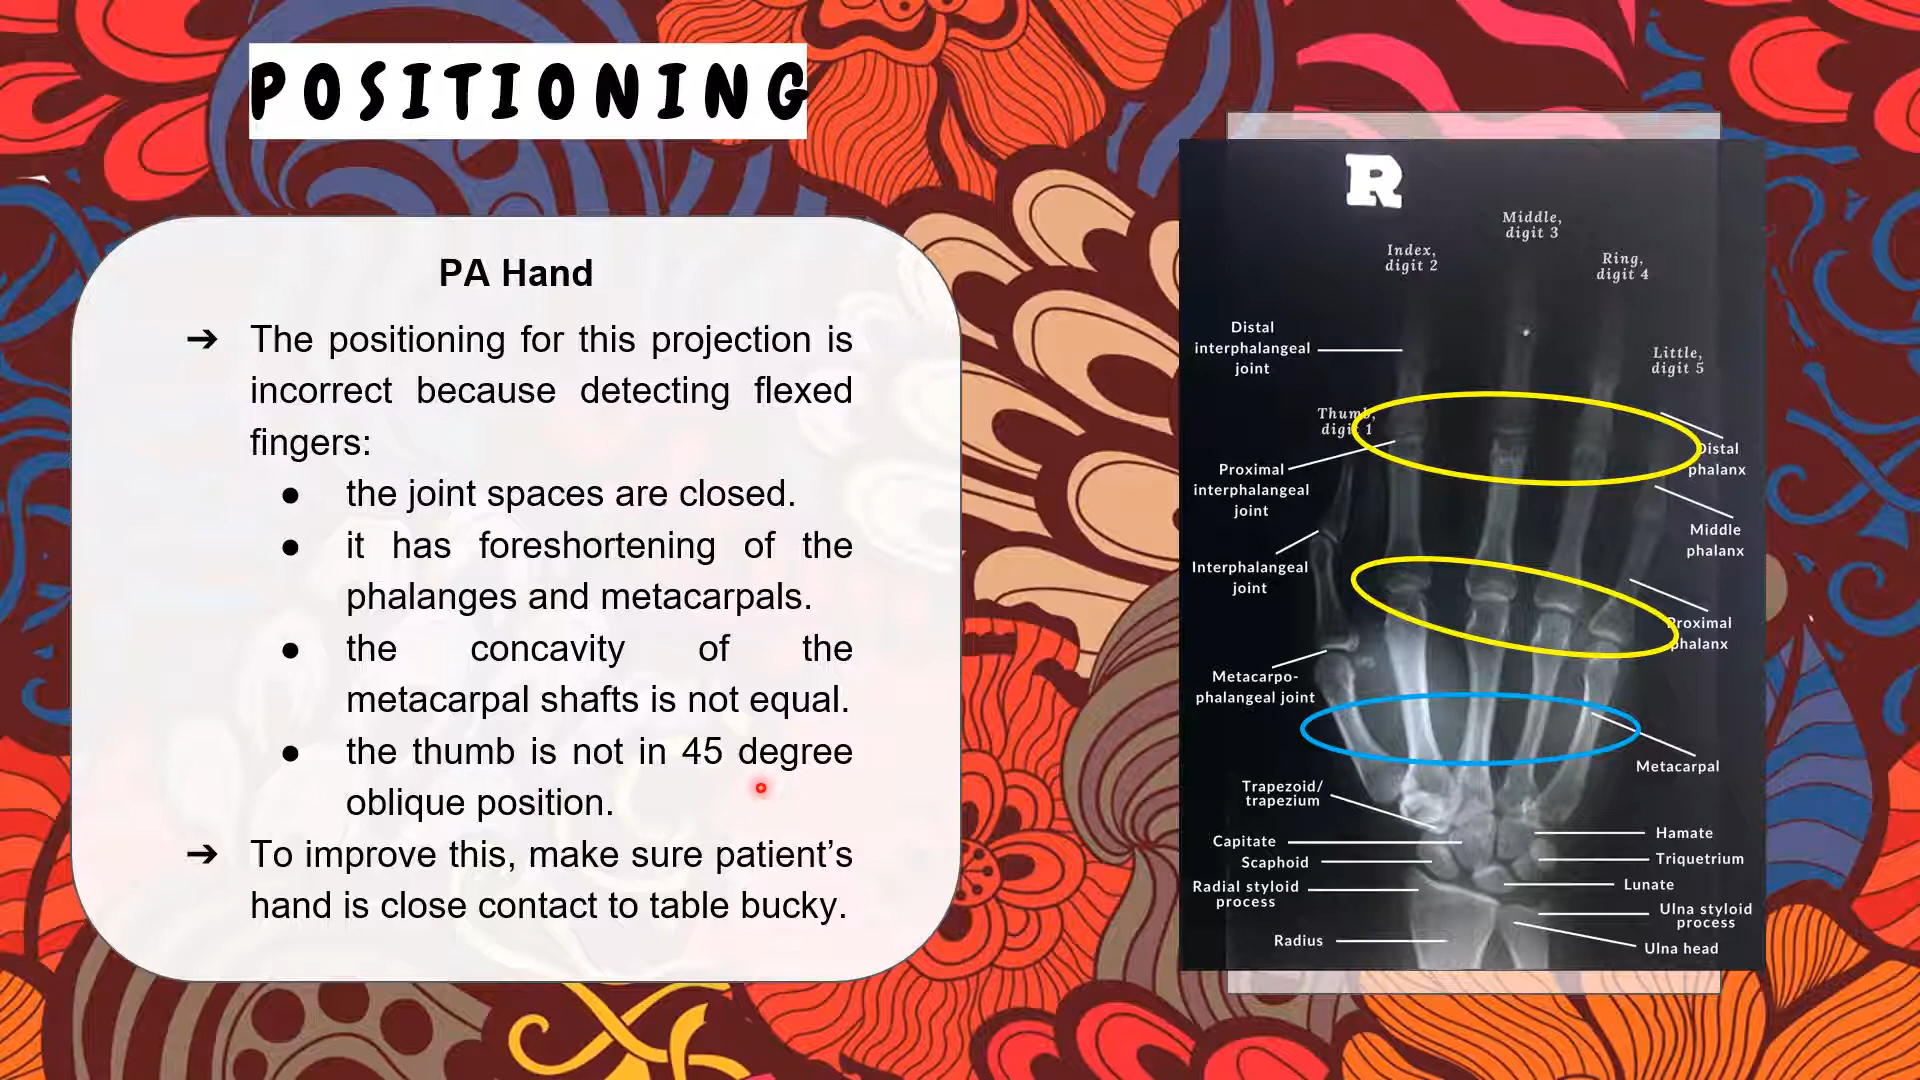 POSITIONING
PA Hand
➔ The positioning for this projection is
incorrect because detecting flexed
fingers:
● the joint spaces are closed.
● it has foreshortening of the
phalanges and metacarpals.
● the concavity of the
metacarpal shafts is not equal.
● the thumb is not in 45 degree
oblique position.
➔ To improve this, make sure patient’s
hand is close contact to table bucky.
R
Middle,
digit 3
Index,
digit 2
Ring,
digit 4
Distal
interphalangeal
joint
Little,
digit 5
Thumb,
digit 1
Distal
phalanx
Proximal
interphalangeal
joint
Middle
phalanx
Interphalangeal
joint
Proximal
phalanx
Metacarpo-
phalangeal joint
Metacarpal
Trapezoid/
trapezium
Hamate
Capitate
Triquetrium
Scaphoid
Lunate
Radial styloid
process
Ulna styloid
process
Radius
Ulna head